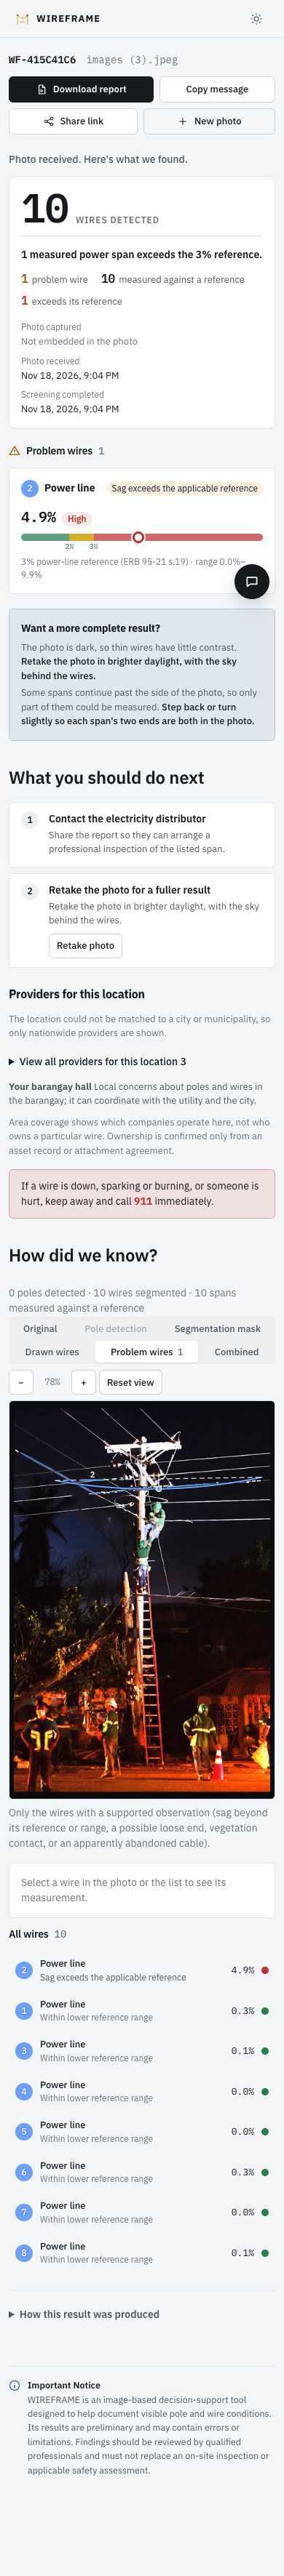 WIREFRAME
WF-415C41C6 images (3).jpeg
Download report
Copy message
Share link
New photo
Photo received. Here's what we found.
10 WIRES DETECTED
1 measured power span exceeds the 3% reference.
1 problem wire 10 measured against a reference
1 exceeds its reference
Photo captured
Not embedded in the photo
Photo received
Nov 18, 2026, 9:04 PM
Screening completed
Nov 18, 2026, 9:04 PM
Problem wires 1
2 Power line Sag exceeds the applicable reference
4.9% High
2% 3%
3% power-line reference (ERB 95-21 s.19) · range 0.0%–
9.9%
Want a more complete result?
The photo is dark, so thin wires have little contrast.
Retake the photo in brighter daylight, with the sky
behind the wires.
Some spans continue past the side of the photo, so only
part of them could be measured. Step back or turn
slightly so each span's two ends are both in the photo.
What you should do next
1 Contact the electricity distributor
Share the report so they can arrange a
professional inspection of the listed span.
2 Retake the photo for a fuller result
Retake the photo in brighter daylight, with the sky
behind the wires.
Retake photo
Providers for this location
The location could not be matched to a city or municipality, so
only nationwide providers are shown.
View all providers for this location 3
Your barangay hall Local concerns about poles and wires in
the barangay; it can coordinate with the utility and the city.
Area coverage shows which companies operate here, not who
owns a particular wire. Ownership is confirmed only from an
asset record or attachment agreement.
If a wire is down, sparking or burning, or someone is
hurt, keep away and call 911 immediately.
How did we know?
0 poles detected · 10 wires segmented · 10 spans
measured against a reference
Original Pole detection Segmentation mask
Drawn wires Problem wires 1 Combined
− 78% + Reset view
2
Only the wires with a supported observation (sag beyond
its reference or range, a possible loose end, vegetation
contact, or an apparently abandoned cable).
Select a wire in the photo or the list to see its
measurement.
All wires 10
2 Power line 4.9%
Sag exceeds the applicable reference
1 Power line 0.3%
Within lower reference range
3 Power line 0.1%
Within lower reference range
4 Power line 0.0%
Within lower reference range
5 Power line 0.0%
Within lower reference range
6 Power line 0.3%
Within lower reference range
7 Power line 0.0%
Within lower reference range
8 Power line 0.1%
Within lower reference range
How this result was produced
Important Notice
WIREFRAME is an image-based decision-support tool
designed to help document visible pole and wire conditions.
Its results are preliminary and may contain errors or
limitations. Findings should be reviewed by qualified
professionals and must not replace an on-site inspection or
applicable safety assessment.